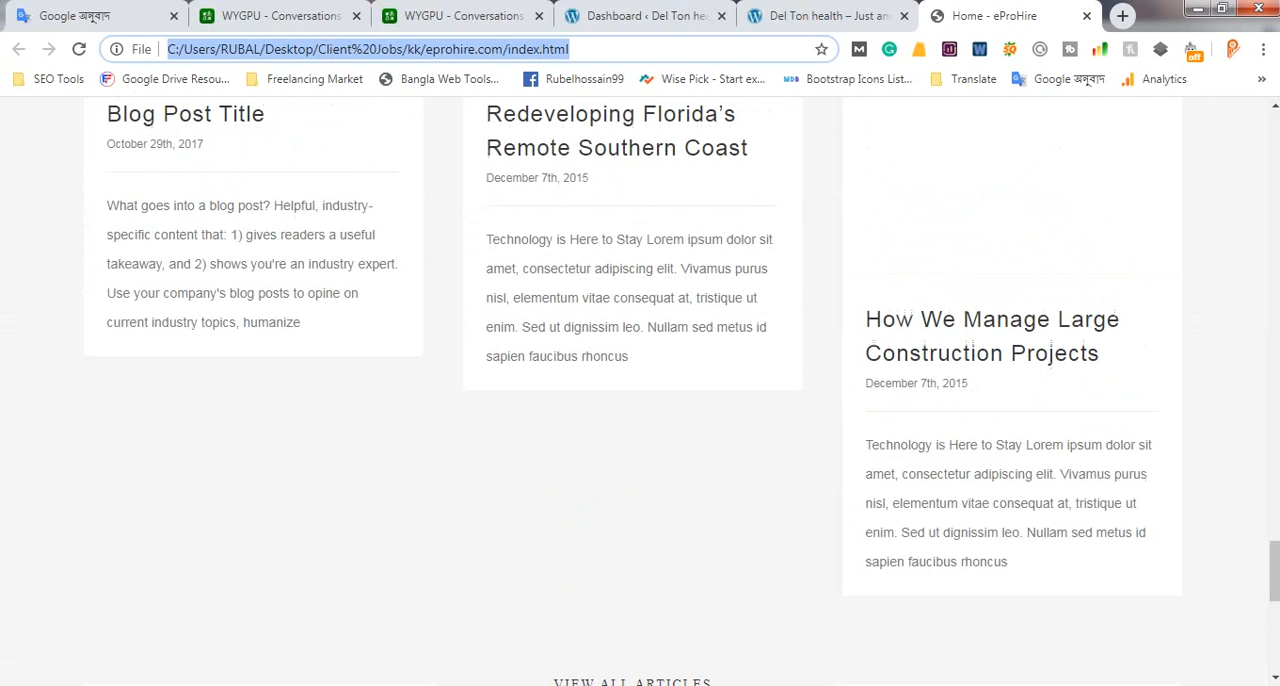 Google অনুবাদ
WYGPU - Conversations
WYGPU - Conversations
Dashboard ‹ Del Ton hea
Del Ton health – Just an
Home - eProHire
File
C:/Users/RUBAL/Desktop/Client%20Jobs/kk/eprohire.com/index.html
off
SEO Tools
Google Drive Resou...
Freelancing Market
Bangla Web Tools...
Rubelhossain99
Wise Pick - Start ex...
Bootstrap Icons List...
Translate
Google অনুবাদ
Analytics
Blog Post Title
October 29th, 2017
What goes into a blog post? Helpful, industry-
specific content that: 1) gives readers a useful
takeaway, and 2) shows you're an industry expert.
Use your company's blog posts to opine on
current industry topics, humanize
Redeveloping Florida’s
Remote Southern Coast
December 7th, 2015
Technology is Here to Stay Lorem ipsum dolor sit
amet, consectetur adipiscing elit. Vivamus purus
nisl, elementum vitae consequat at, tristique ut
enim. Sed ut dignissim leo. Nullam sed metus id
sapien faucibus rhoncus
How We Manage Large
Construction Projects
December 7th, 2015
Technology is Here to Stay Lorem ipsum dolor sit
amet, consectetur adipiscing elit. Vivamus purus
nisl, elementum vitae consequat at, tristique ut
enim. Sed ut dignissim leo. Nullam sed metus id
sapien faucibus rhoncus
VIEW ALL ARTICLES